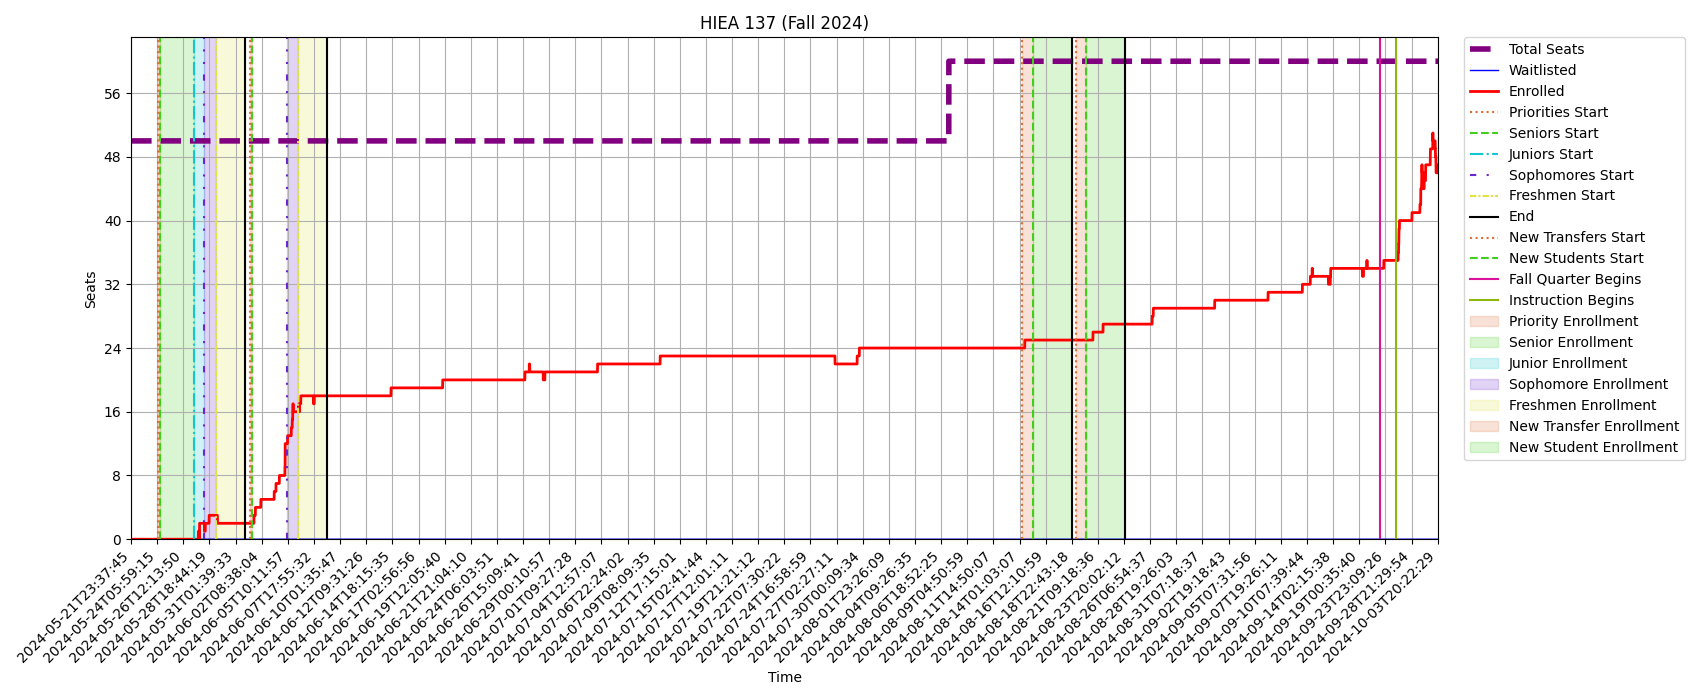 HIEA 137 (Fall 2024)
Seats
56
48
40
32
24
16
8
0
2024-05-21T23:37:45
2024-05-24T05:59:15
2024-05-26T12:13:50
2024-05-28T18:44:19
2024-05-31T01:39:33
2024-06-02T08:38:04
2024-06-05T10:11:57
2024-06-07T17:55:32
2024-06-10T01:35:47
2024-06-12T09:31:26
2024-06-14T18:15:35
2024-06-17T02:56:56
2024-06-19T12:05:40
2024-06-21T21:04:10
2024-06-24T06:03:51
2024-06-26T15:09:41
2024-06-29T00:10:57
2024-07-01T09:27:28
2024-07-04T12:57:07
2024-07-06T22:24:02
2024-07-09T08:09:35
2024-07-12T17:15:01
2024-07-15T02:41:44
2024-07-17T12:01:11
2024-07-19T21:21:12
2024-07-22T07:30:22
2024-07-24T16:58:59
2024-07-27T02:27:11
2024-07-30T00:09:34
2024-08-01T23:26:09
2024-08-04T09:26:35
2024-08-06T18:52:25
2024-08-09T04:50:59
2024-08-11T14:50:07
2024-08-14T01:03:07
2024-08-16T12:10:59
2024-08-18T22:43:18
2024-08-21T09:18:36
2024-08-23T20:02:12
2024-08-26T06:54:37
2024-08-28T19:26:03
2024-08-31T07:18:37
2024-09-02T19:18:43
2024-09-05T07:31:56
2024-09-07T19:26:11
2024-09-10T07:39:44
2024-09-14T02:15:38
2024-09-19T00:35:40
2024-09-23T23:09:26
2024-09-28T21:29:54
2024-10-03T20:22:29
Time
Total Seats
Waitlisted
Enrolled
Priorities Start
Seniors Start
Juniors Start
Sophomores Start
Freshmen Start
End
New Transfers Start
New Students Start
Fall Quarter Begins
Instruction Begins
Priority Enrollment
Senior Enrollment
Junior Enrollment
Sophomore Enrollment
Freshmen Enrollment
New Transfer Enrollment
New Student Enrollment